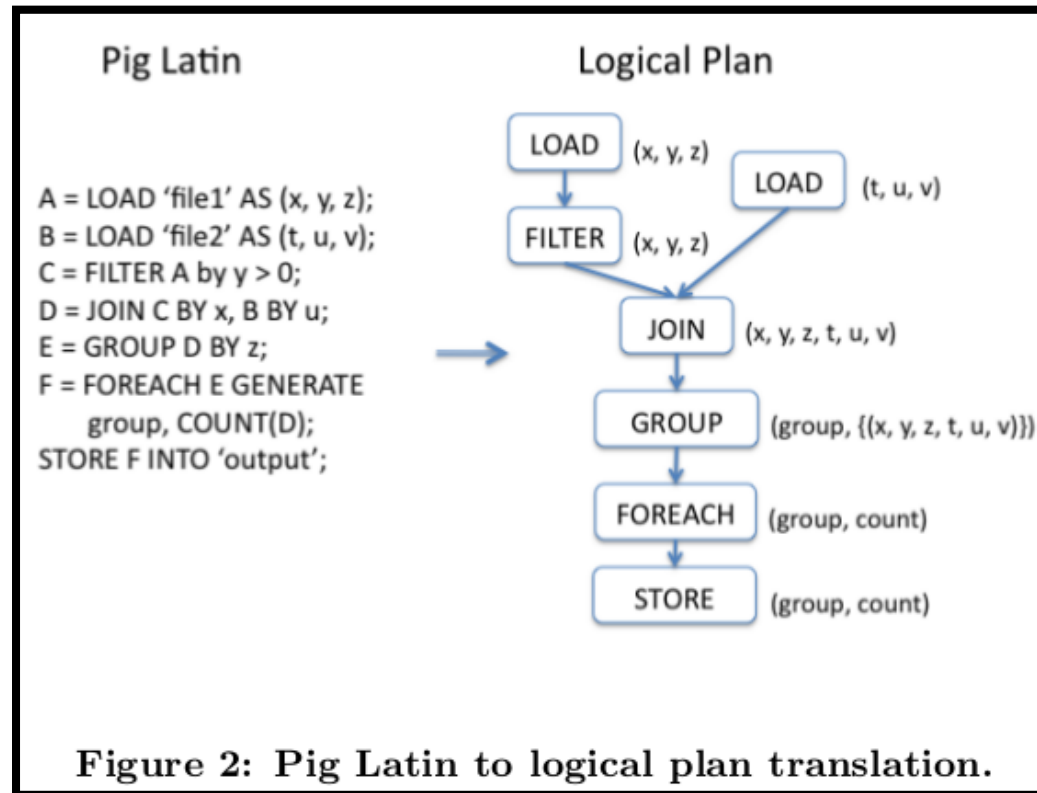 Pig Latin
A = LOAD ‘file1’ AS (x, y, z);
B = LOAD ‘file2’ AS (t, u, v);
C = FILTER A by y > 0;
D = JOIN C BY x, B BY u;
E = GROUP D BY z;
F = FOREACH E GENERATE
group, COUNT(D);
STORE F INTO ‘output’;
Logical Plan
LOAD (x, y, z)
LOAD (t, u, v)
FILTER (x, y, z)
JOIN (x, y, z, t, u, v)
GROUP (group, {(x, y, z, t, u, v)})
FOREACH (group, count)
STORE (group, count)
Figure 2: Pig Latin to logical plan translation.